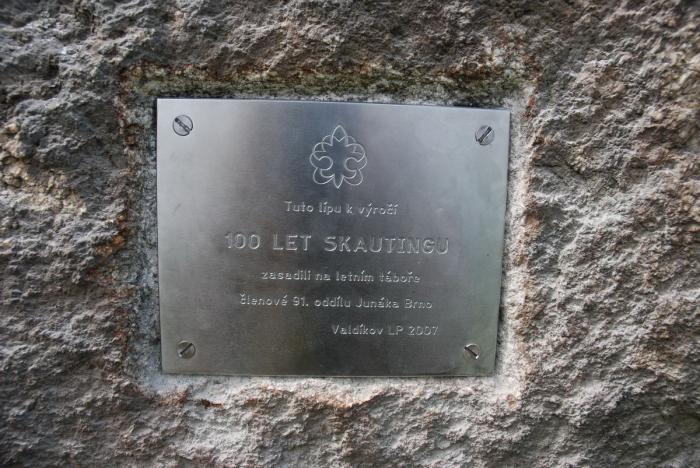 Tuto lípu k výročí
100 LET SKAUTINGU
zasadili na letním táboře
členové 91. oddílu Junáka Brno
Valdíkov LP 2007